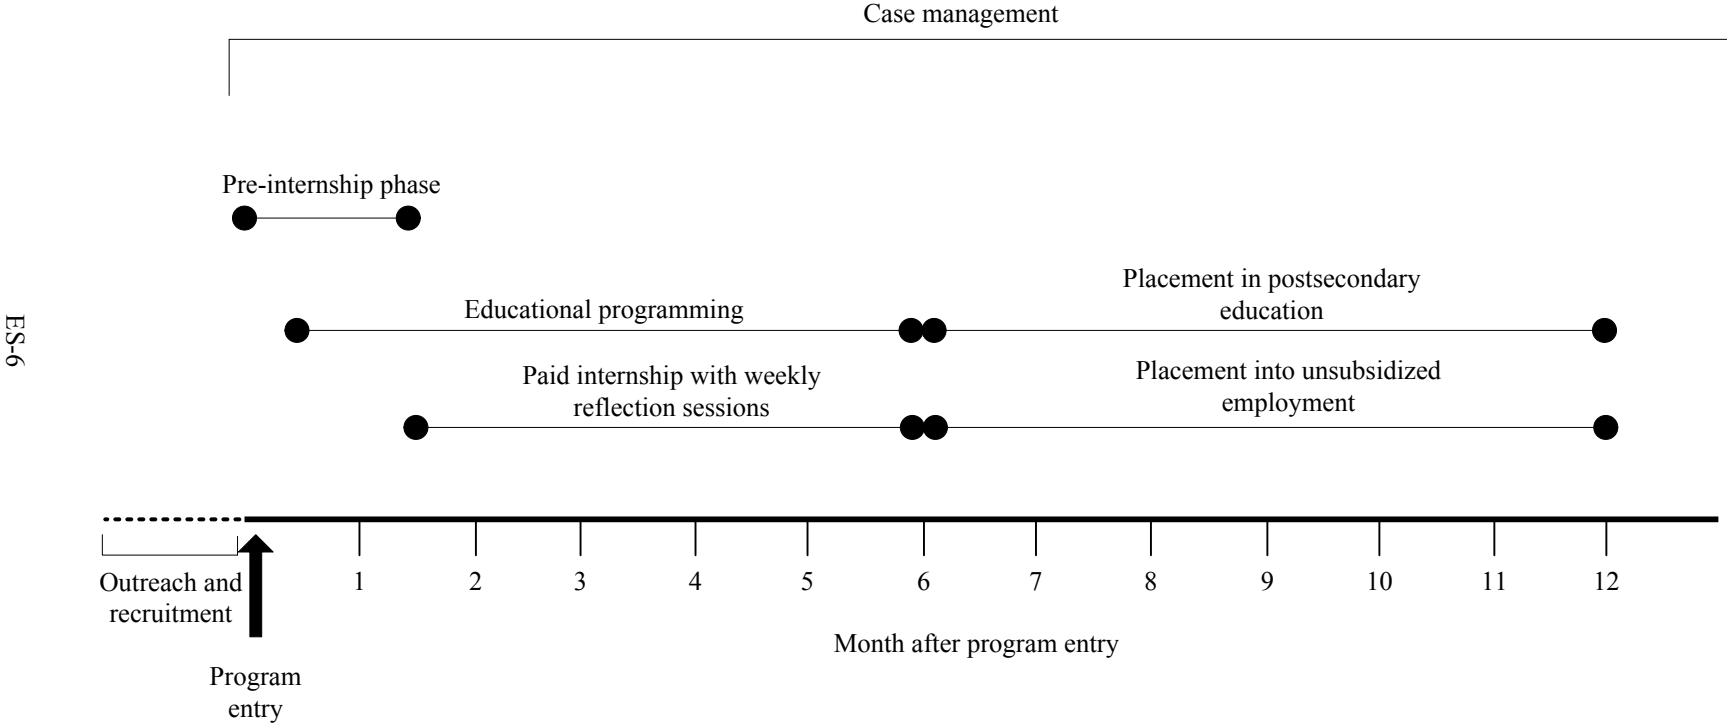 Case management
Pre-internship phase
Placement in postsecondary
education
Educational programming
Placement into unsubsidized
employment
Paid internship with weekly
reflection sessions
ES-6
1 2 3 4 5 6 7 8 9 10 11 12
Outreach and
recruitment
Month after program entry
Program
entry